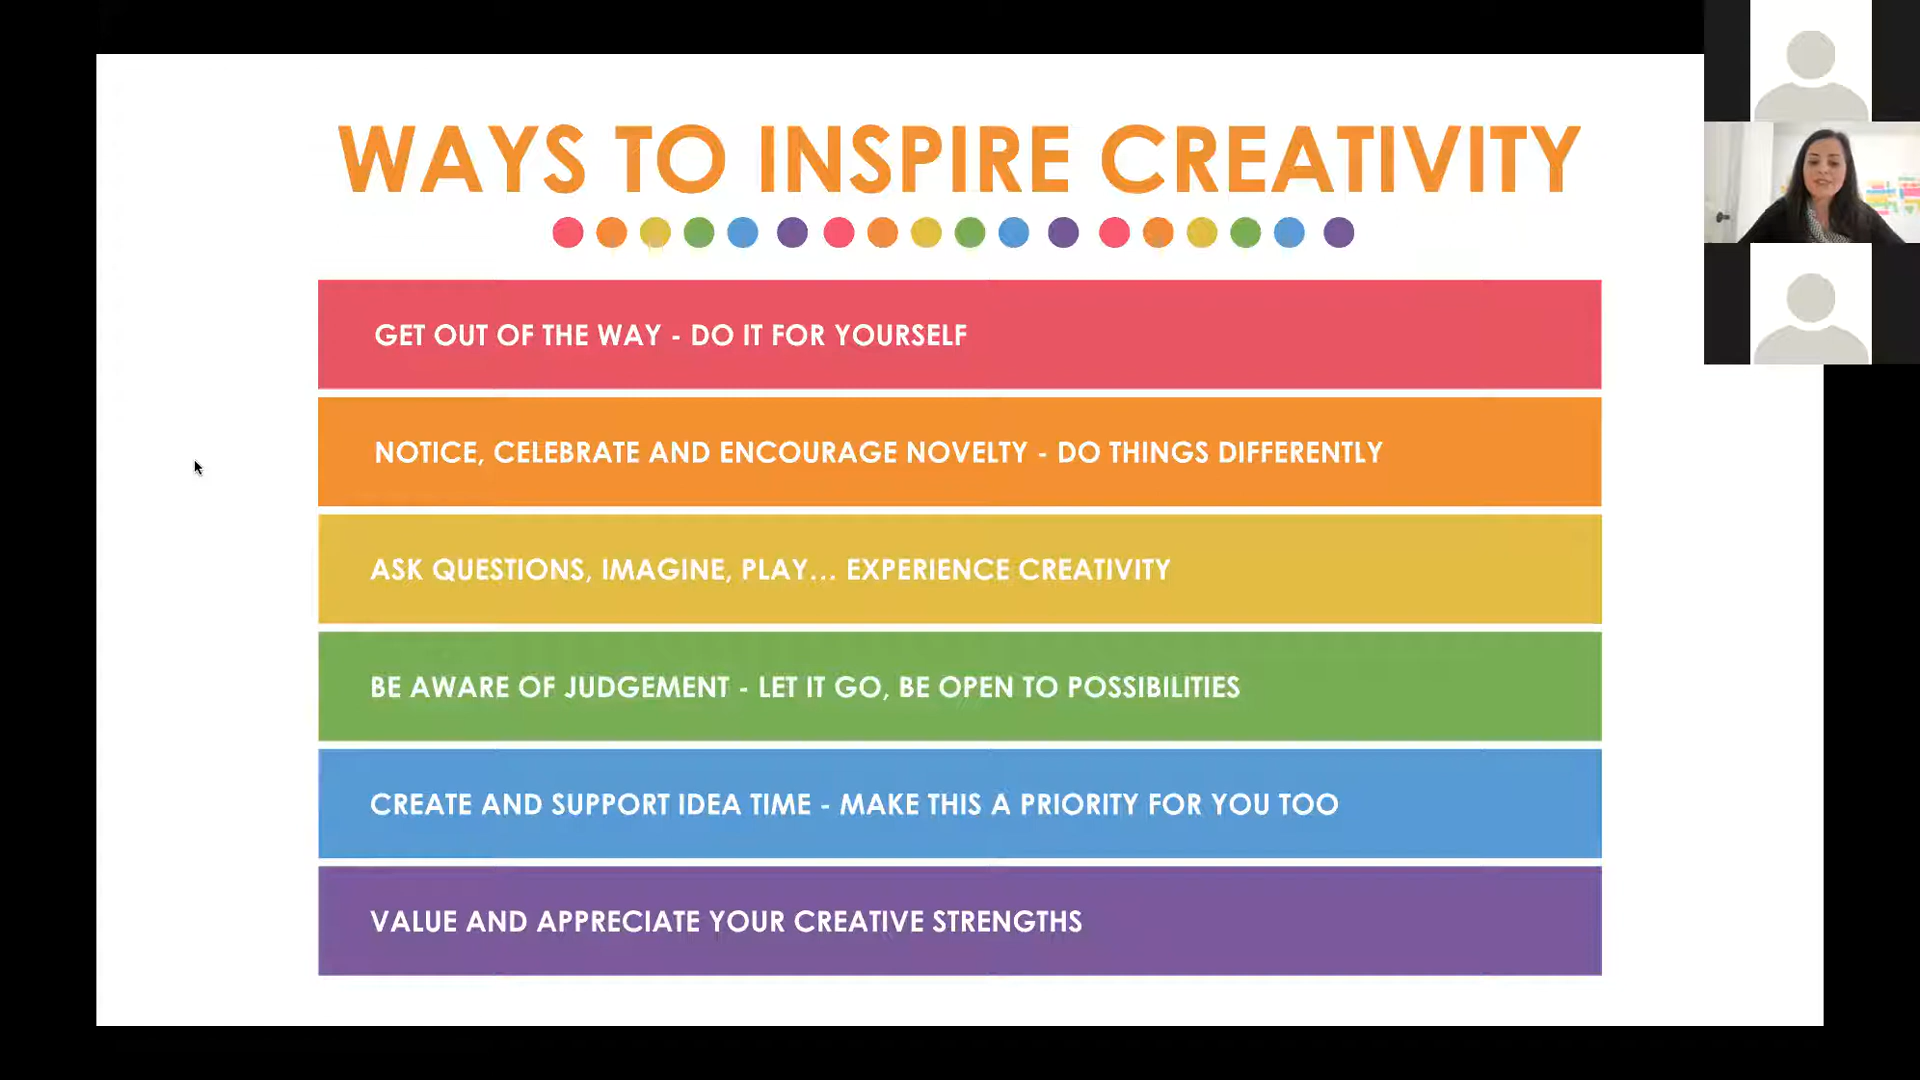 WAYS TO INSPIRE CREATIVITY
GET OUT OF THE WAY - DO IT FOR YOURSELF
NOTICE, CELEBRATE AND ENCOURAGE NOVELTY - DO THINGS DIFFERENTLY
ASK QUESTIONS, IMAGINE, PLAY... EXPERIENCE CREATIVITY
BE AWARE OF JUDGEMENT - LET IT GO, BE OPEN TO POSSIBILITIES
CREATE AND SUPPORT IDEA TIME - MAKE THIS A PRIORITY FOR YOU TOO
VALUE AND APPRECIATE YOUR CREATIVE STRENGTHS